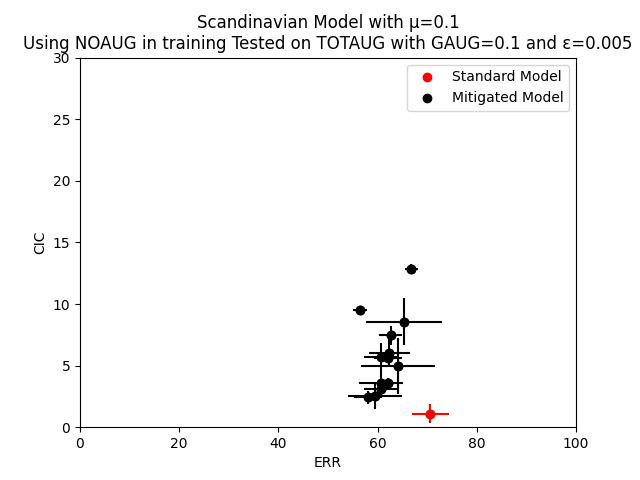 Scandinavian Model with μ=0.1
Using NOAUG in training Tested on TOTAUG with GAUG=0.1 and ε=0.005
Standard Model
Mitigated Model
CIC
30
25
20
15
10
5
0
0 20 40 60 80 100
ERR